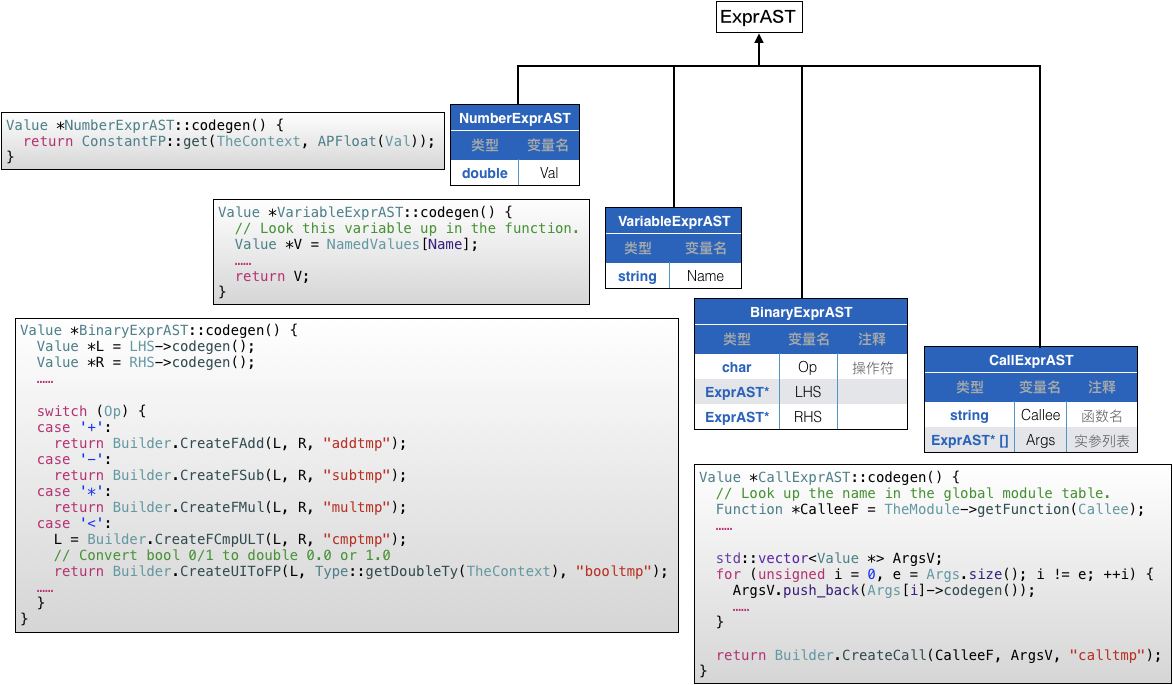 ExprAST
Value *NumberExprAST::codegen() {
  return ConstantFP::get(TheContext, APFloat(Val));
}
NumberExprAST
类型 变量名
double Val
Value *VariableExprAST::codegen() {
  // Look this variable up in the function.
  Value *V = NamedValues[Name];
  ……
  return V;
}
VariableExprAST
类型 变量名
string Name
Value *BinaryExprAST::codegen() {
  Value *L = LHS->codegen();
  Value *R = RHS->codegen();
  ……
  switch (Op) {
  case '+':
    return Builder.CreateFAdd(L, R, "addtmp");
  case '-':
    return Builder.CreateFSub(L, R, "subtmp");
  case '*':
    return Builder.CreateFMul(L, R, "multmp");
  case '<':
    L = Builder.CreateFCmpULT(L, R, "cmptmp");
    // Convert bool 0/1 to double 0.0 or 1.0
    return Builder.CreateUIToFP(L, Type::getDoubleTy(TheContext), "booltmp");
  ……
  }
}
BinaryExprAST
类型 变量名 注释
char Op 操作符
ExprAST* LHS
ExprAST* RHS
CallExprAST
类型 变量名 注释
string Callee 函数名
ExprAST* [] Args 实参列表
Value *CallExprAST::codegen() {
  // Look up the name in the global module table.
  Function *CalleeF = TheModule->getFunction(Callee);
  ……
  std::vector<Value *> ArgsV;
  for (unsigned i = 0, e = Args.size(); i != e; ++i) {
    ArgsV.push_back(Args[i]->codegen());
    ……
  }
  return Builder.CreateCall(CalleeF, ArgsV, "calltmp");
}